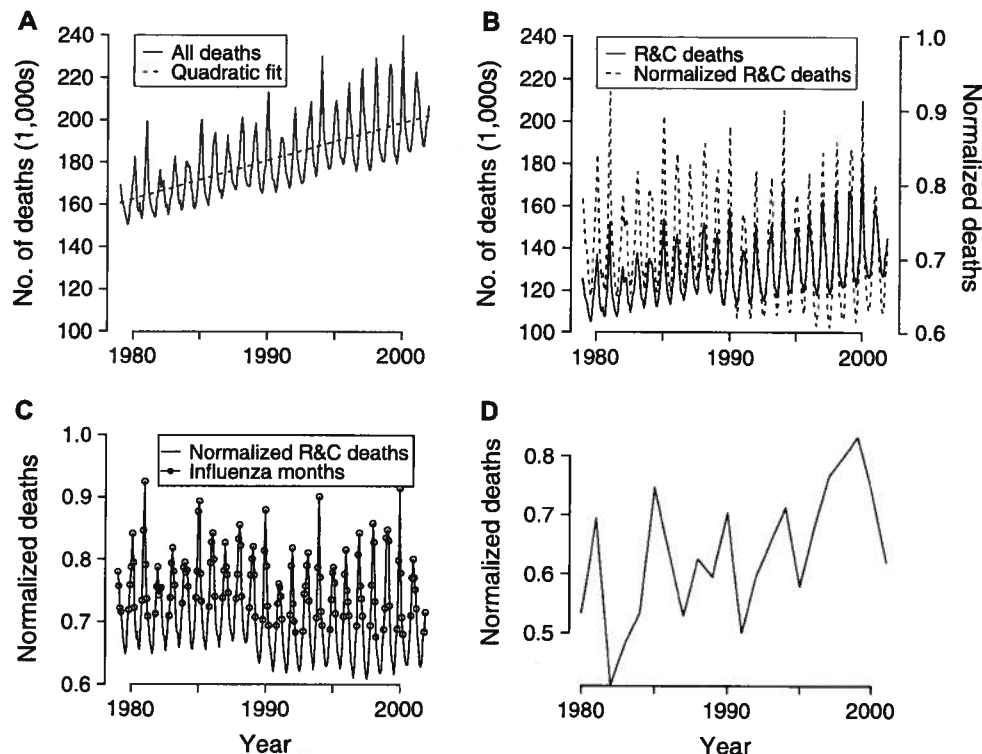 A
No. of deaths (1,000s)
240
220
200
180
160
140
120
100
All deaths
Quadratic fit
1980
1990
2000
B
No. of deaths (1,000s)
240
220
200
180
160
140
120
100
R&C deaths
Normalized R&C deaths
1.0
0.9
0.8
0.7
0.6
Normalized deaths
1980
1990
2000
C
Normalized deaths
1.0
0.9
0.8
0.7
0.6
Normalized R&C deaths
Influenza months
1980
1990
2000
Year
D
Normalized deaths
0.8
0.7
0.6
0.5
1980
1990
2000
Year